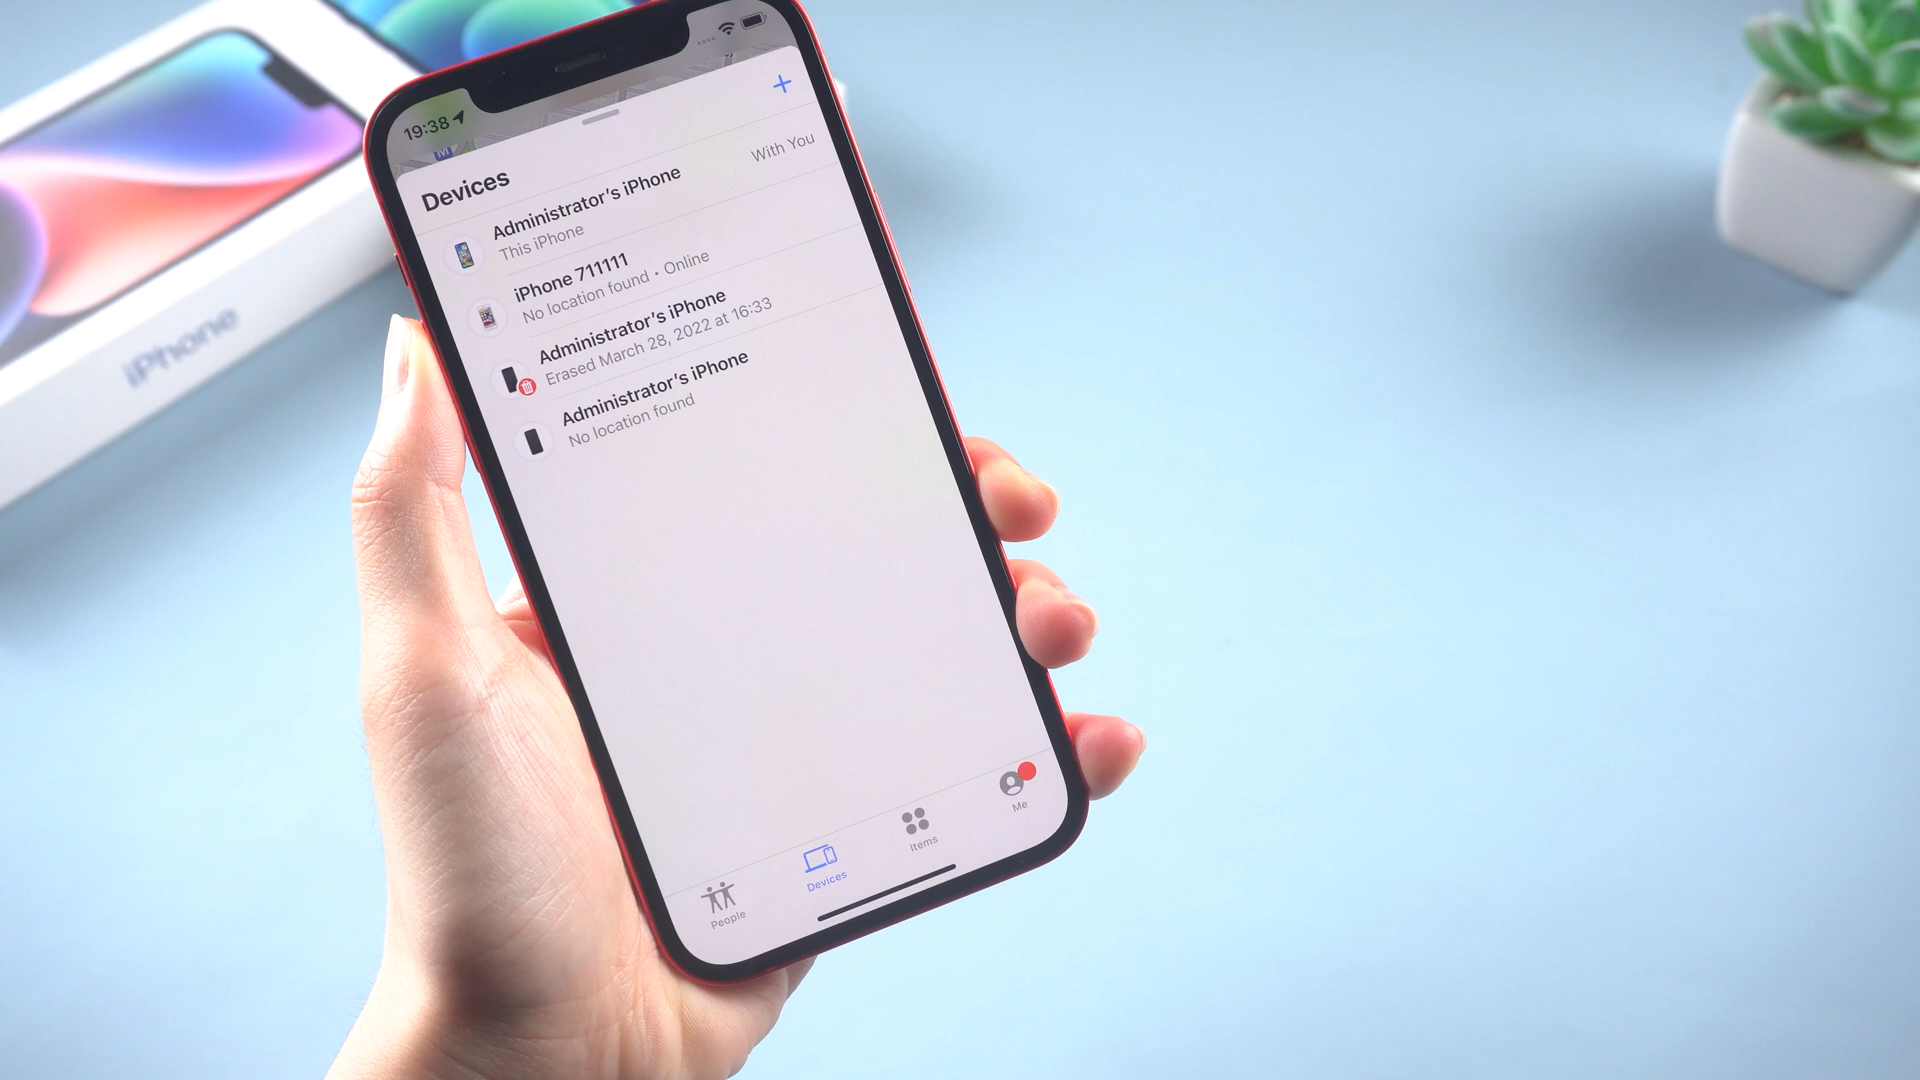 19:38
Devices
Administrator's iPhone
This iPhone
With You
iPhone 711111
No location found • Online
Administrator's iPhone
Erased March 28, 2022 at 16:33
Administrator's iPhone
No location found
People
Devices
Items
Me
iPhone